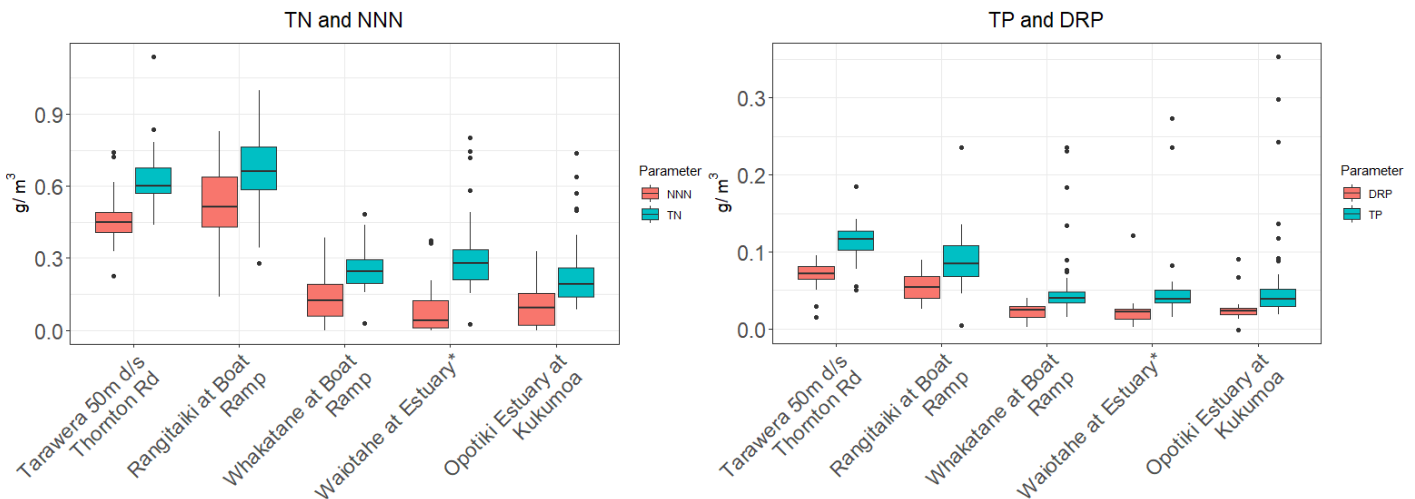 TN and NNN
g/ m³
0.9
0.6
0.3
0.0
Tarawera 50m d/s
Thornton Rd
Rangitaiki at Boat
Ramp
Whakatane at Boat
Ramp
Waiotahe at Estuary*
Opotiki Estuary at
Kukumoa
Parameter
NNN
TN
TP and DRP
g/ m³
0.3
0.2
0.1
0.0
Tarawera 50m d/s
Thornton Rd
Rangitaiki at Boat
Ramp
Whakatane at Boat
Ramp
Waiotahe at Estuary*
Opotiki Estuary at
Kukumoa
Parameter
DRP
TP